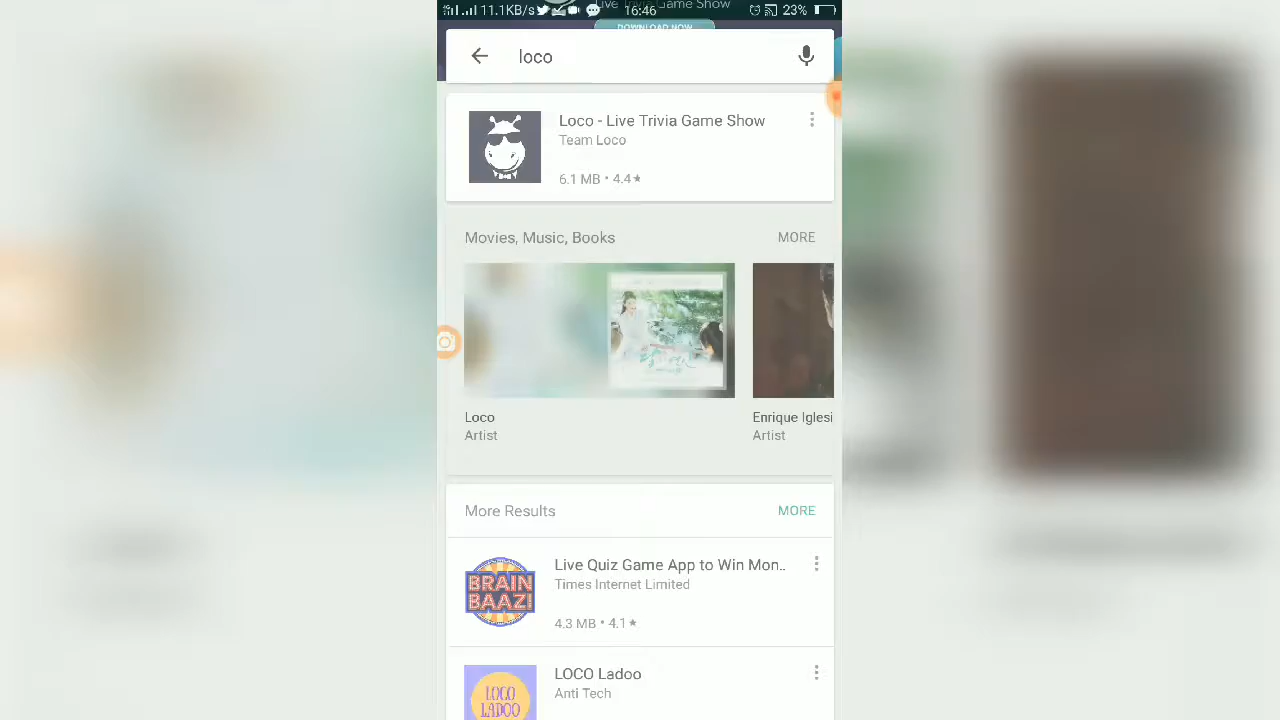 Live Trivia Game Show
11.1KB/s 16:46 23%
DOWNLOAD NOW
loco
Loco - Live Trivia Game Show
Team Loco
6.1 MB • 4.4★
Movies, Music, Books MORE
Loco
Artist
Enrique Iglesi
Artist
More Results MORE
BRAIN
BAAZI
Live Quiz Game App to Win Mon..
Times Internet Limited
4.3 MB • 4.1★
LOCO
LADOO
LOCO Ladoo
Anti Tech